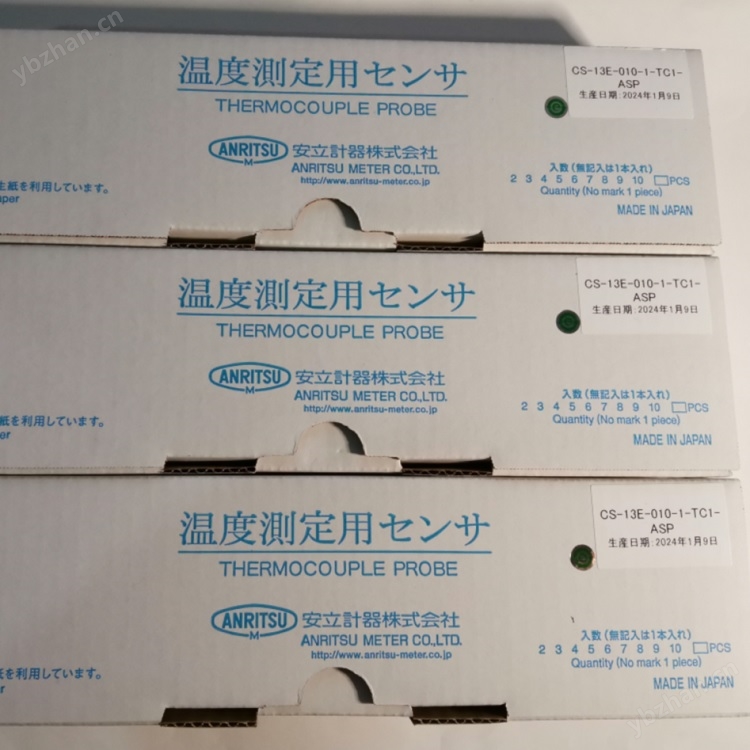 ybzhan.cn
温度測定用センサ
THERMOCOUPLE PROBE
ANRITSU
M
安立計器株式会社
ANRITSU METER CO.,LTD.
http://www.anritsu-meter.co.jp
生紙を利用しています。
CS-13E-010-1-TC1-
ASP
生産日期:2024年1月9日
入数(無記入は1本入れ)
2 3 4 5 6 7 8 9 10 PCS
Quantity (No mark 1 piece)
MADE IN JAPAN
温度測定用センサ
THERMOCOUPLE PROBE
ANRITSU
M
安立計器株式会社
ANRITSU METER CO.,LTD.
http://www.anritsu-meter.co.jp
紙を利用しています。
CS-13E-010-1-TC1-
ASP
生産日期:2024年1月9日
入数(無記入は1本入れ)
2 3 4 5 6 7 8 9 10 PCS
Quantity (No mark 1 piece)
MADE IN JAPAN
温度測定用センサ
THERMOCOUPLE PROBE
ANRITSU
M
安立計器株式会社
ANRITSU METER CO.,LTD.
http://www.anritsu-meter.co.jp
紙を利用しています。
CS-13E-010-1-TC1-
ASP
生産日期:2024年1月9日
入数(無記入は1本入れ)
2 3 4 5 6 7 8 9 10 PCS
Quantity (No mark 1 piece)
MADE IN JAPAN
ybzhan.cn